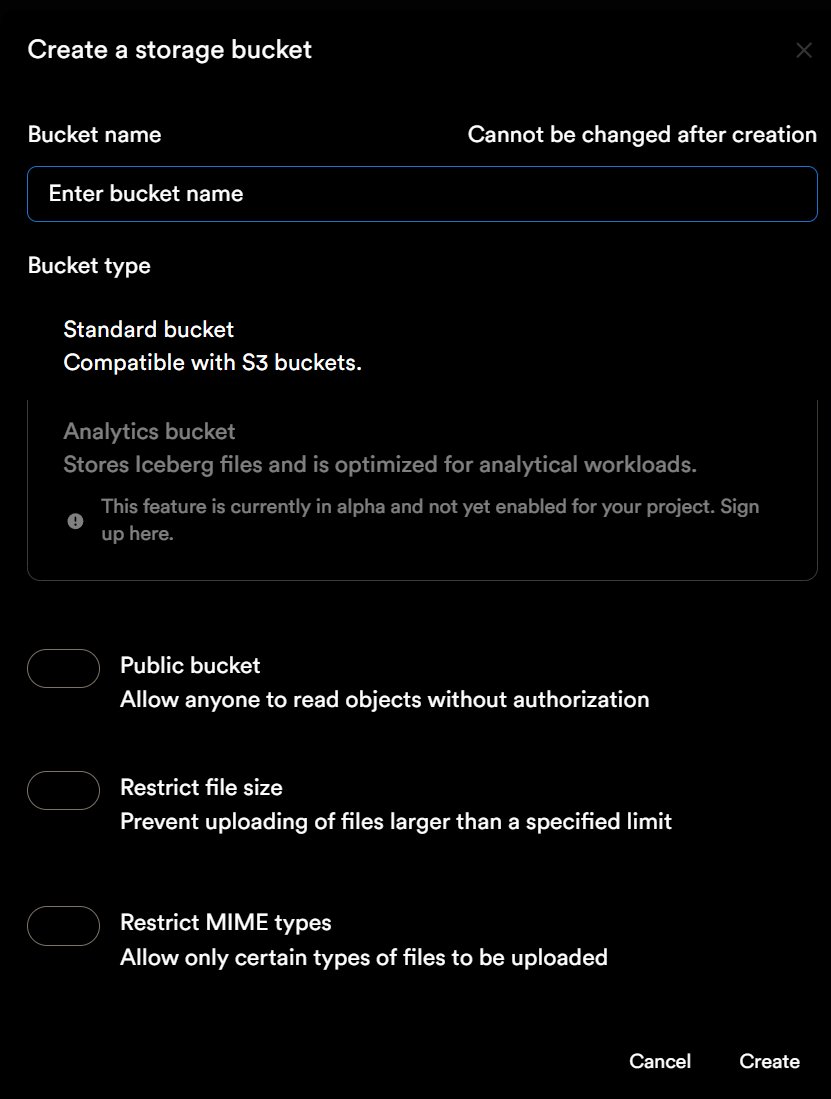 Create a storage bucket
Bucket name
Cannot be changed after creation
Enter bucket name
Bucket type
Standard bucket
Compatible with S3 buckets.
Analytics bucket
Stores Iceberg files and is optimized for analytical workloads.
This feature is currently in alpha and not yet enabled for your project. Sign
up here.
Public bucket
Allow anyone to read objects without authorization
Restrict file size
Prevent uploading of files larger than a specified limit
Restrict MIME types
Allow only certain types of files to be uploaded
Cancel
Create